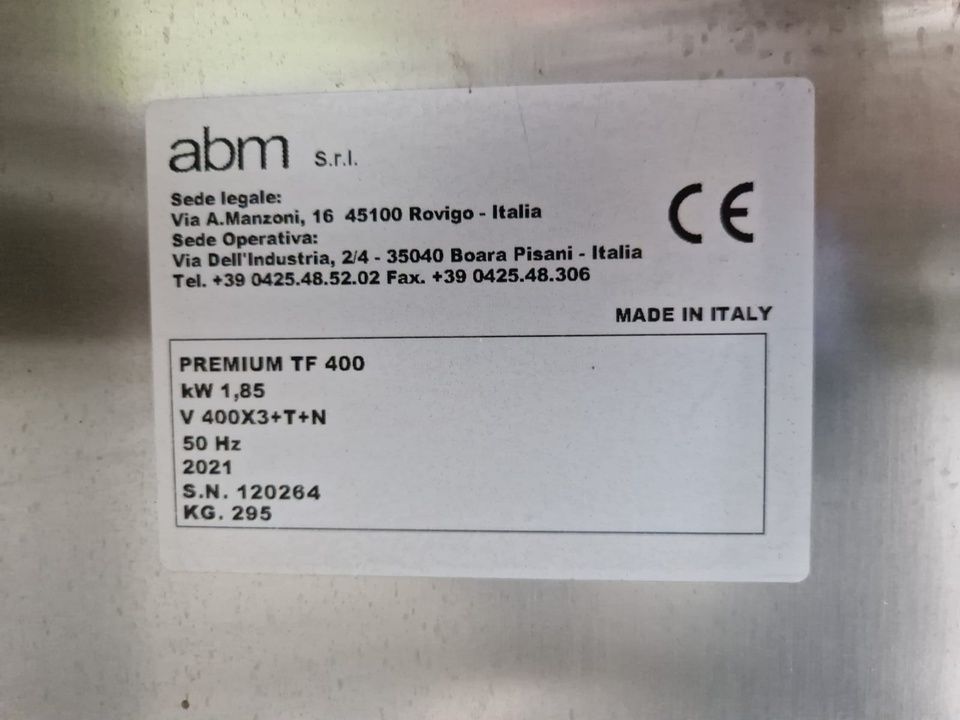 abm s.r.l.
Sede legale:
Via A.Manzoni, 16 45100 Rovigo - Italia
Sede Operativa:
Via Dell'Industria, 2/4 - 35040 Boara Pisani - Italia
Tel. +39 0425.48.52.02 Fax. +39 0425.48.306
CE
MADE IN ITALY
PREMIUM TF 400
kW 1,85
V 400X3+T+N
50 Hz
2021
S.N. 120264
KG. 295